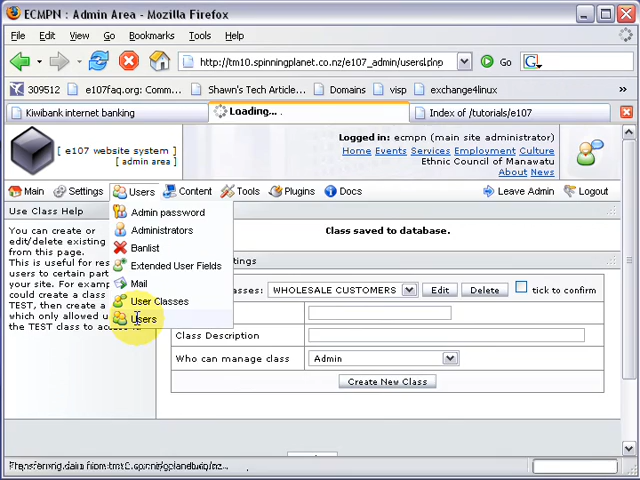 ECMPN : Admin Area - Mozilla Firefox
File Edit View Go Bookmarks Tools Help
http://tm10.spinningplanet.co.nz/e107_admin/users.php Go
309512 e107faq.org: Comm... Shawn's Tech Article... Domains visp exchange4linux
Kiwibank internet banking Loading... Index of /tutorials/e107
Logged in: ecmpn (main site administrator)
[ e107 website system ] Home Events Services Employment Culture
[ admin area ] Ethnic Council of Manawatu
About News
Main Settings Users Content Tools Plugins Docs Leave Admin Logout
Use Class Help
Admin password
Administrators
Banlist
Extended User Fields
Mail
User Classes
Users
You can create or
edit/delete existing
from this page.
This is useful for res
users to certain part
your site. For examp
could create a class
TEST, then create a
which only allowed u
the TEST class to access
Class saved to database.
ttings
lasses: WHOLESALE CUSTOMERS Edit Delete tick to confirm
Class Description
Who can manage class Admin
Create New Class